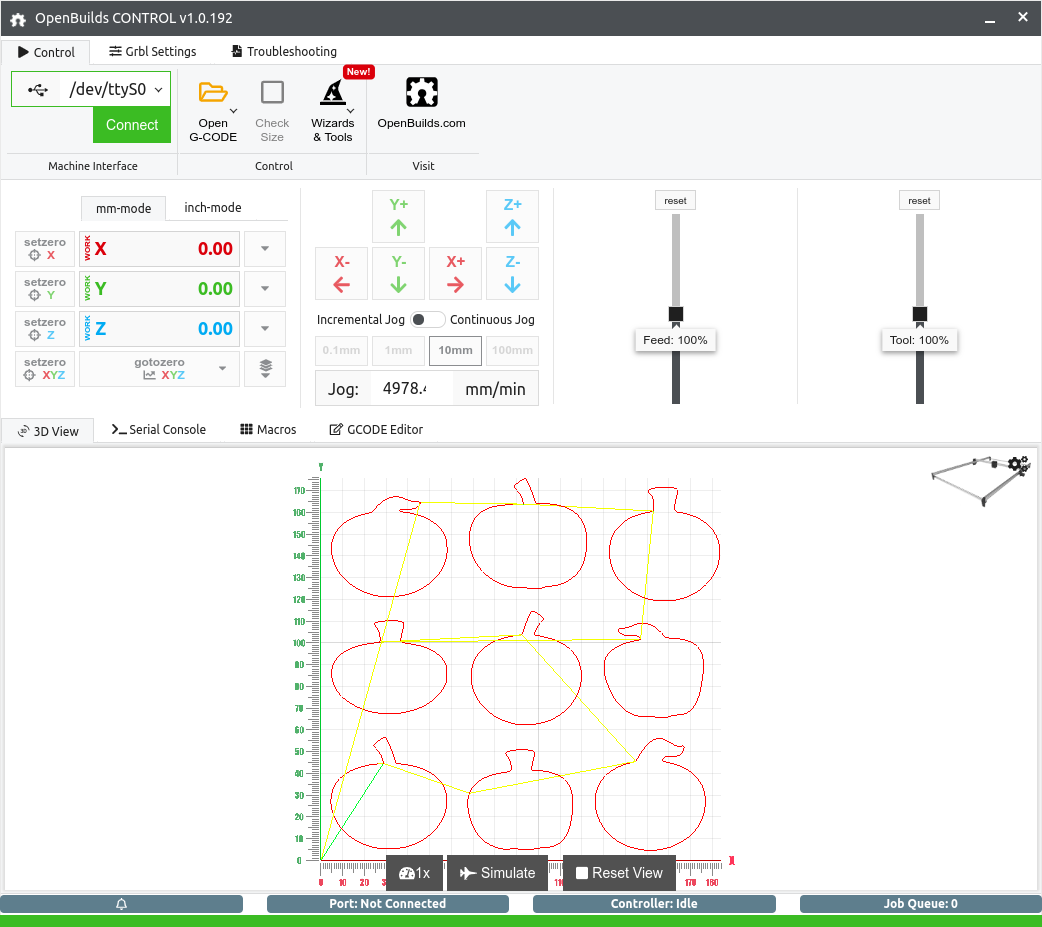 OpenBuilds CONTROL v1.0.192
Control
Grbl Settings
Troubleshooting
/dev/ttyS0
Connect
Machine Interface
Open
G-CODE
Check
Size
New!
Wizards
& Tools
Control
OpenBuilds.com
Visit
mm-mode
inch-mode
setzero
X
WORK
X
0.00
setzero
Y
WORK
Y
0.00
setzero
Z
WORK
Z
0.00
setzero
XYZ
gotozero
XYZ
Y+
Z+
X-
Y-
X+
Z-
Incremental Jog
Continuous Jog
0.1mm
1mm
10mm
100mm
Jog:
4978.
mm/min
reset
Feed: 100%
reset
Tool: 100%
3D View
Serial Console
Macros
GCODE Editor
Y
170
160
150
140
130
120
110
100
90
80
70
60
50
40
30
20
10
0
X
0
10
20
170
180
1x
Simulate
Reset View
Port: Not Connected
Controller: Idle
Job Queue: 0